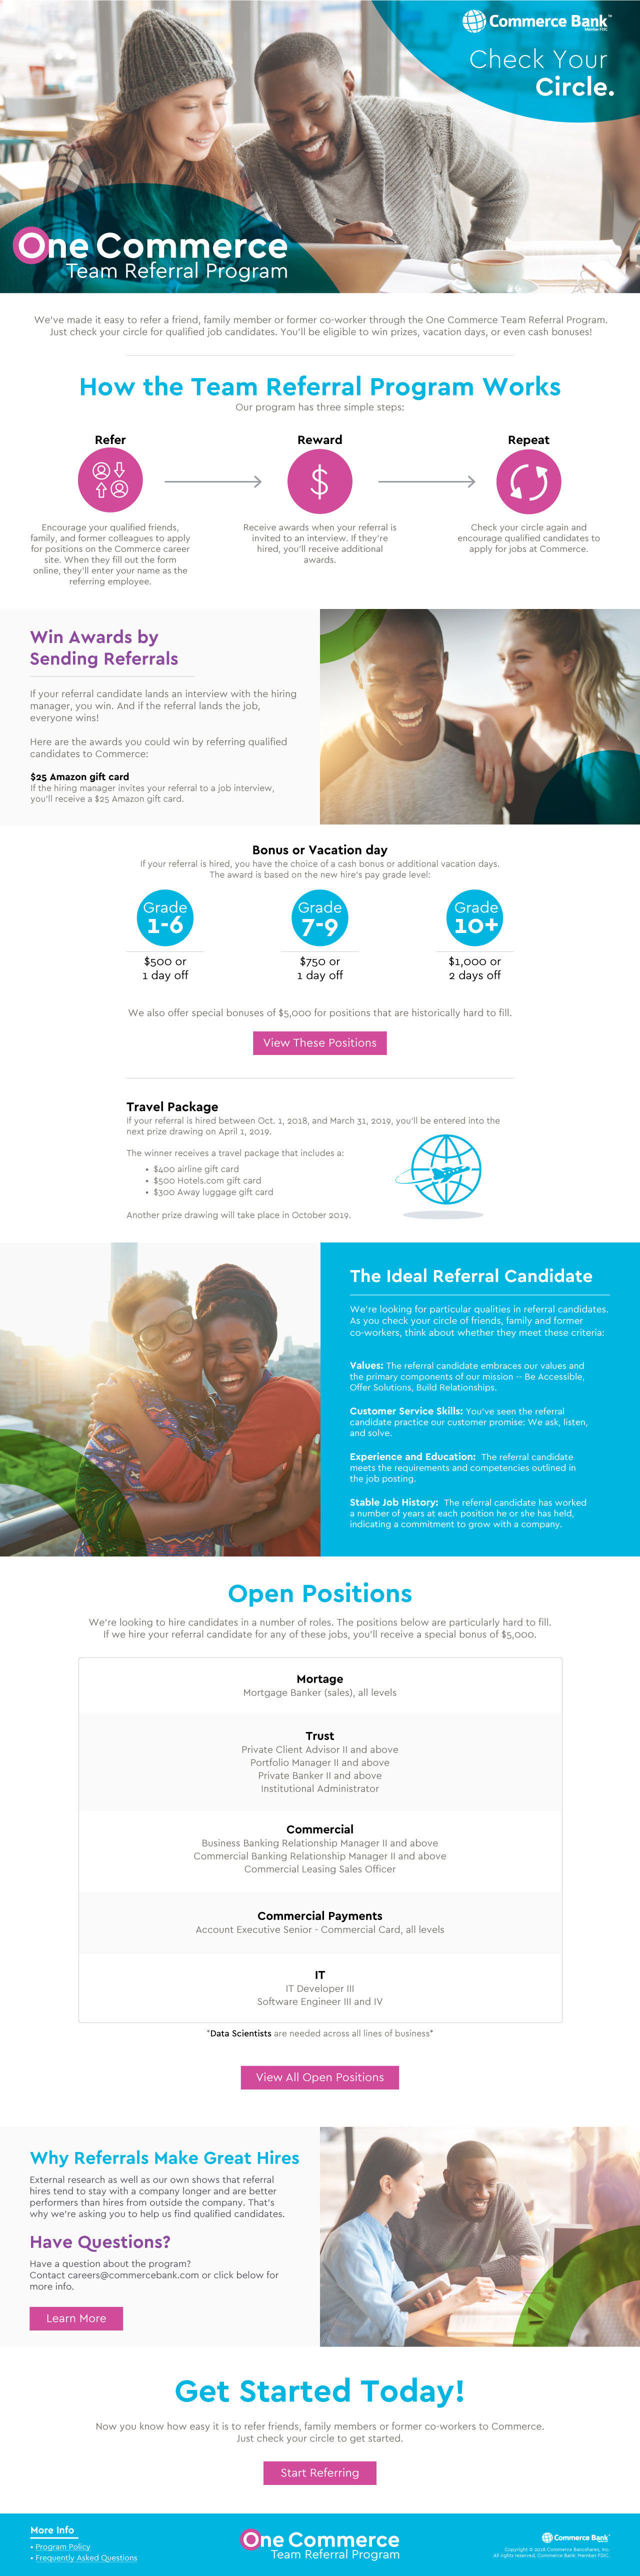 Commerce Bank
Member FDIC
Check Your
Circle.
One Commerce
Team Referral Program
We've made it easy to refer a friend, family member or former co-worker through the One Commerce Team Referral Program.
Just check your circle for qualified job candidates. You'll be eligible to win prizes, vacation days, or even cash bonuses!
How the Team Referral Program Works
Our program has three simple steps:
Refer
Encourage your qualified friends,
family, and former colleagues to apply
for positions on the Commerce career
site. When they fill out the form
online, they'll enter your name as the
referring employee.
Reward
$
Receive awards when your referral is
invited to an interview. If they're
hired, you'll receive additional
awards.
Repeat
Check your circle again and
encourage qualified candidates to
apply for jobs at Commerce.
Win Awards by
Sending Referrals
If your referral candidate lands an interview with the hiring
manager, you win. And if the referral lands the job,
everyone wins!
Here are the awards you could win by referring qualified
candidates to Commerce:
$25 Amazon gift card
If the hiring manager invites your referral to a job interview,
you'll receive a $25 Amazon gift card.
Bonus or Vacation day
If your referral is hired, you have the choice of a cash bonus or additional vacation days.
The award is based on the new hire's pay grade level:
Grade
1-6
$500 or
1 day off
Grade
7-9
$750 or
1 day off
Grade
10+
$1,000 or
2 days off
We also offer special bonuses of $5,000 for positions that are historically hard to fill.
View These Positions
Travel Package
If your referral is hired between Oct. 1, 2018, and March 31, 2019, you'll be entered into the
next prize drawing on April 1, 2019.
The winner receives a travel package that includes a:
• $400 airline gift card
• $500 Hotels.com gift card
• $300 Away luggage gift card
Another prize drawing will take place in October 2019.
The Ideal Referral Candidate
We're looking for particular qualities in referral candidates.
As you check your circle of friends, family and former
co-workers, think about whether they meet these criteria:
Values: The referral candidate embraces our values and
the primary components of our mission -- Be Accessible,
Offer Solutions, Build Relationships.
Customer Service Skills: You've seen the referral
candidate practice our customer promise: We ask, listen,
and solve.
Experience and Education: The referral candidate
meets the requirements and competencies outlined in
the job posting.
Stable Job History: The referral candidate has worked
a number of years at each position he or she has held,
indicating a commitment to grow with a company.
Open Positions
We're looking to hire candidates in a number of roles. The positions below are particularly hard to fill.
If we hire your referral candidate for any of these jobs, you'll receive a special bonus of $5,000.
Mortage
Mortgage Banker (sales), all levels
Trust
Private Client Advisor II and above
Portfolio Manager II and above
Private Banker II and above
Institutional Administrator
Commercial
Business Banking Relationship Manager II and above
Commercial Banking Relationship Manager II and above
Commercial Leasing Sales Officer
Commercial Payments
Account Executive Senior - Commercial Card, all levels
IT
IT Developer III
Software Engineer III and IV
*Data Scientists are needed across all lines of business*
View All Open Positions
Why Referrals Make Great Hires
External research as well as our own shows that referral
hires tend to stay with a company longer and are better
performers than hires from outside the company. That's
why we're asking you to help us find qualified candidates.
Have Questions?
Have a question about the program?
Contact careers@commercebank.com or click below for
more info.
Learn More
Get Started Today!
Now you know how easy it is to refer friends, family members or former co-workers to Commerce.
Just check your circle to get started.
Start Referring
More Info
• Program Policy
• Frequently Asked Questions
One Commerce
Team Referral Program
Commerce Bank
Copyright © 2018 Commerce Bancshares, Inc.
All rights reserved. Commerce Bank: Member FDIC.